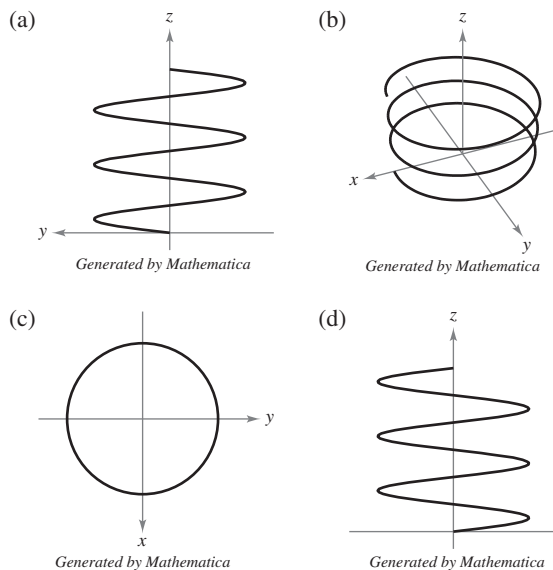 (a)
z
y
Generated by Mathematica
(b)
z
x
y
Generated by Mathematica
(c)
y
x
Generated by Mathematica
(d)
z
Generated by Mathematica